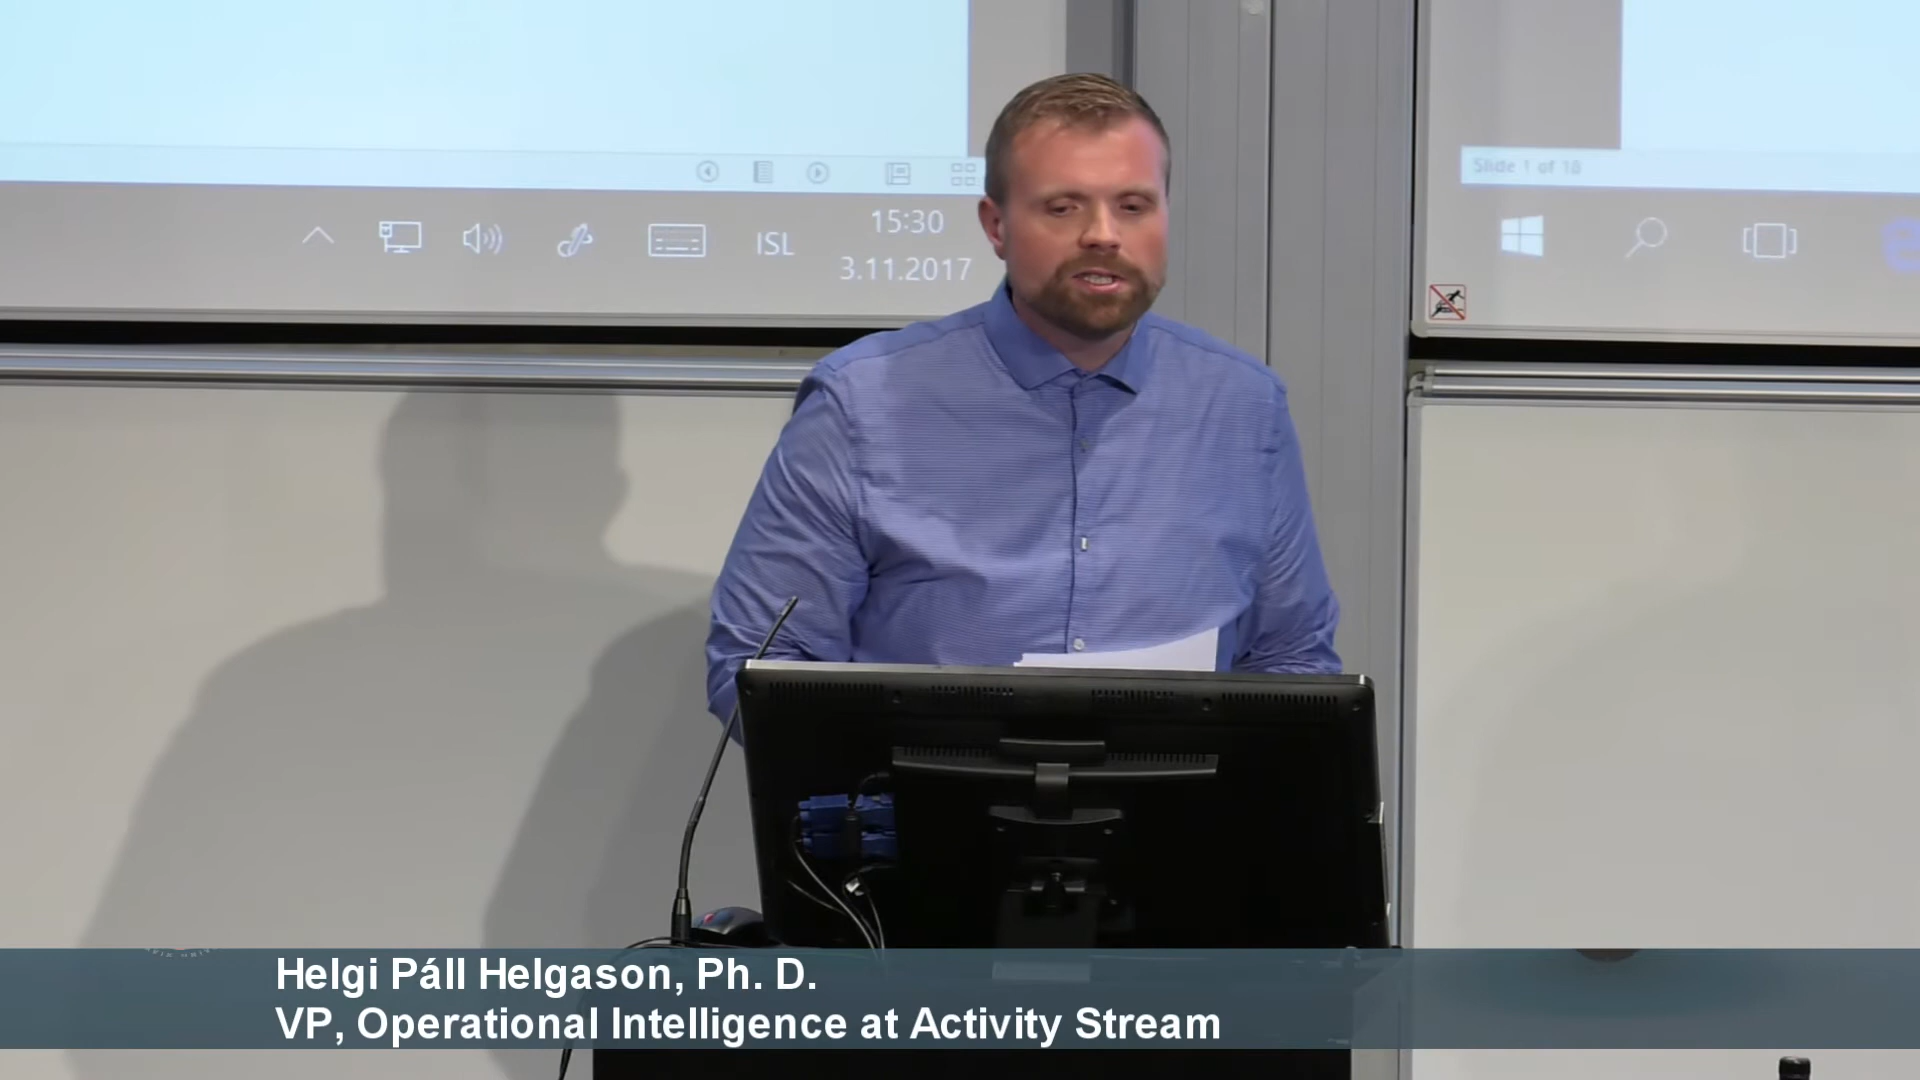 Slide 1 of 18
ISL
15:30
3.11.2017
Helgi Páll Helgason, Ph. D.
VP, Operational Intelligence at Activity Stream